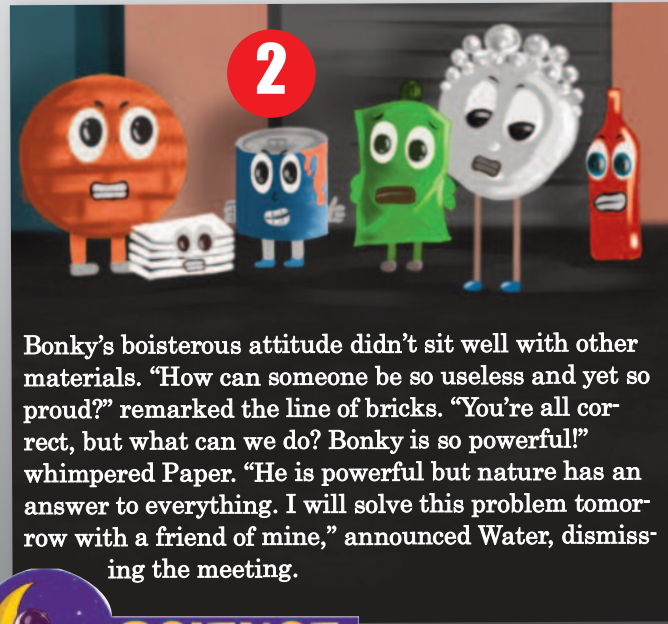 2
Bonky’s boisterous attitude didn’t sit well with other
materials. “How can someone be so useless and yet so
proud?” remarked the line of bricks. “You’re all cor-
rect, but what can we do? Bonky is so powerful!”
whimpered Paper. “He is powerful but nature has an
answer to everything. I will solve this problem tomor-
row with a friend of mine,” announced Water, dismiss-
ing the meeting.
SCIENCE